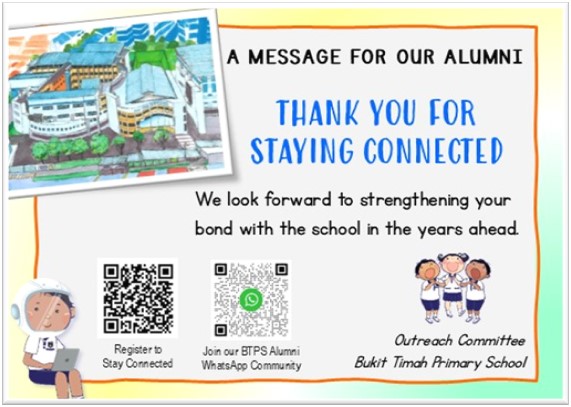 A MESSAGE FOR OUR ALUMNI
THANK YOU FOR
STAYING CONNECTED
We look forward to strengthening your
bond with the school in the years ahead.
Register to
Stay Connected
Join our BTPS Alumni
WhatsApp Community
Outreach Committee
Bukit Timah Primary School